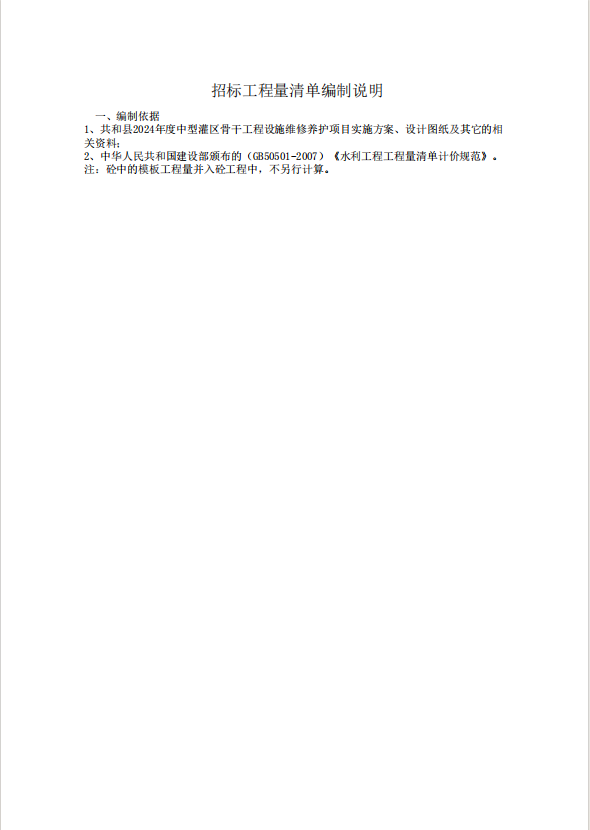 招标工程量清单编制说明
一、编制依据
1、共和县2024年度中型灌区骨干工程设施维修养护项目实施方案、设计图纸及其它的相
关资料;
2、中华人民共和国建设部颁布的（GB50501-2007）《水利工程工程量清单计价规范》。
注：砼中的模板工程量并入砼工程中，不另行计算。